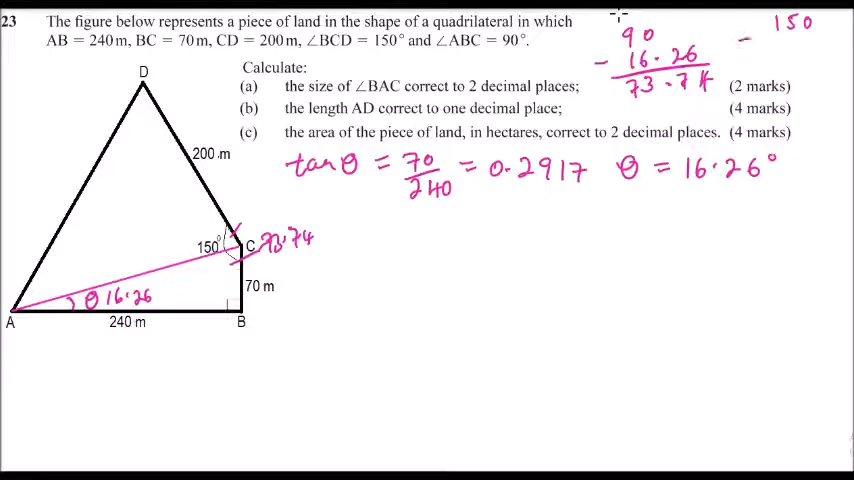 23 The figure below represents a piece of land in the shape of a quadrilateral in which
AB = 240 m, BC = 70 m, CD = 200 m, ∠BCD = 150° and ∠ABC = 90°.
Calculate:
(a) the size of ∠BAC correct to 2 decimal places; (2 marks)
(b) the length AD correct to one decimal place; (4 marks)
(c) the area of the piece of land, in hectares, correct to 2 decimal places. (4 marks)
90
- 16.26
73.74
150
-
tanθ = 70/240 = 0.2917 θ = 16.26°
D
200 m
150°
C
73.74
70 m
θ 16.26
A
240 m
B